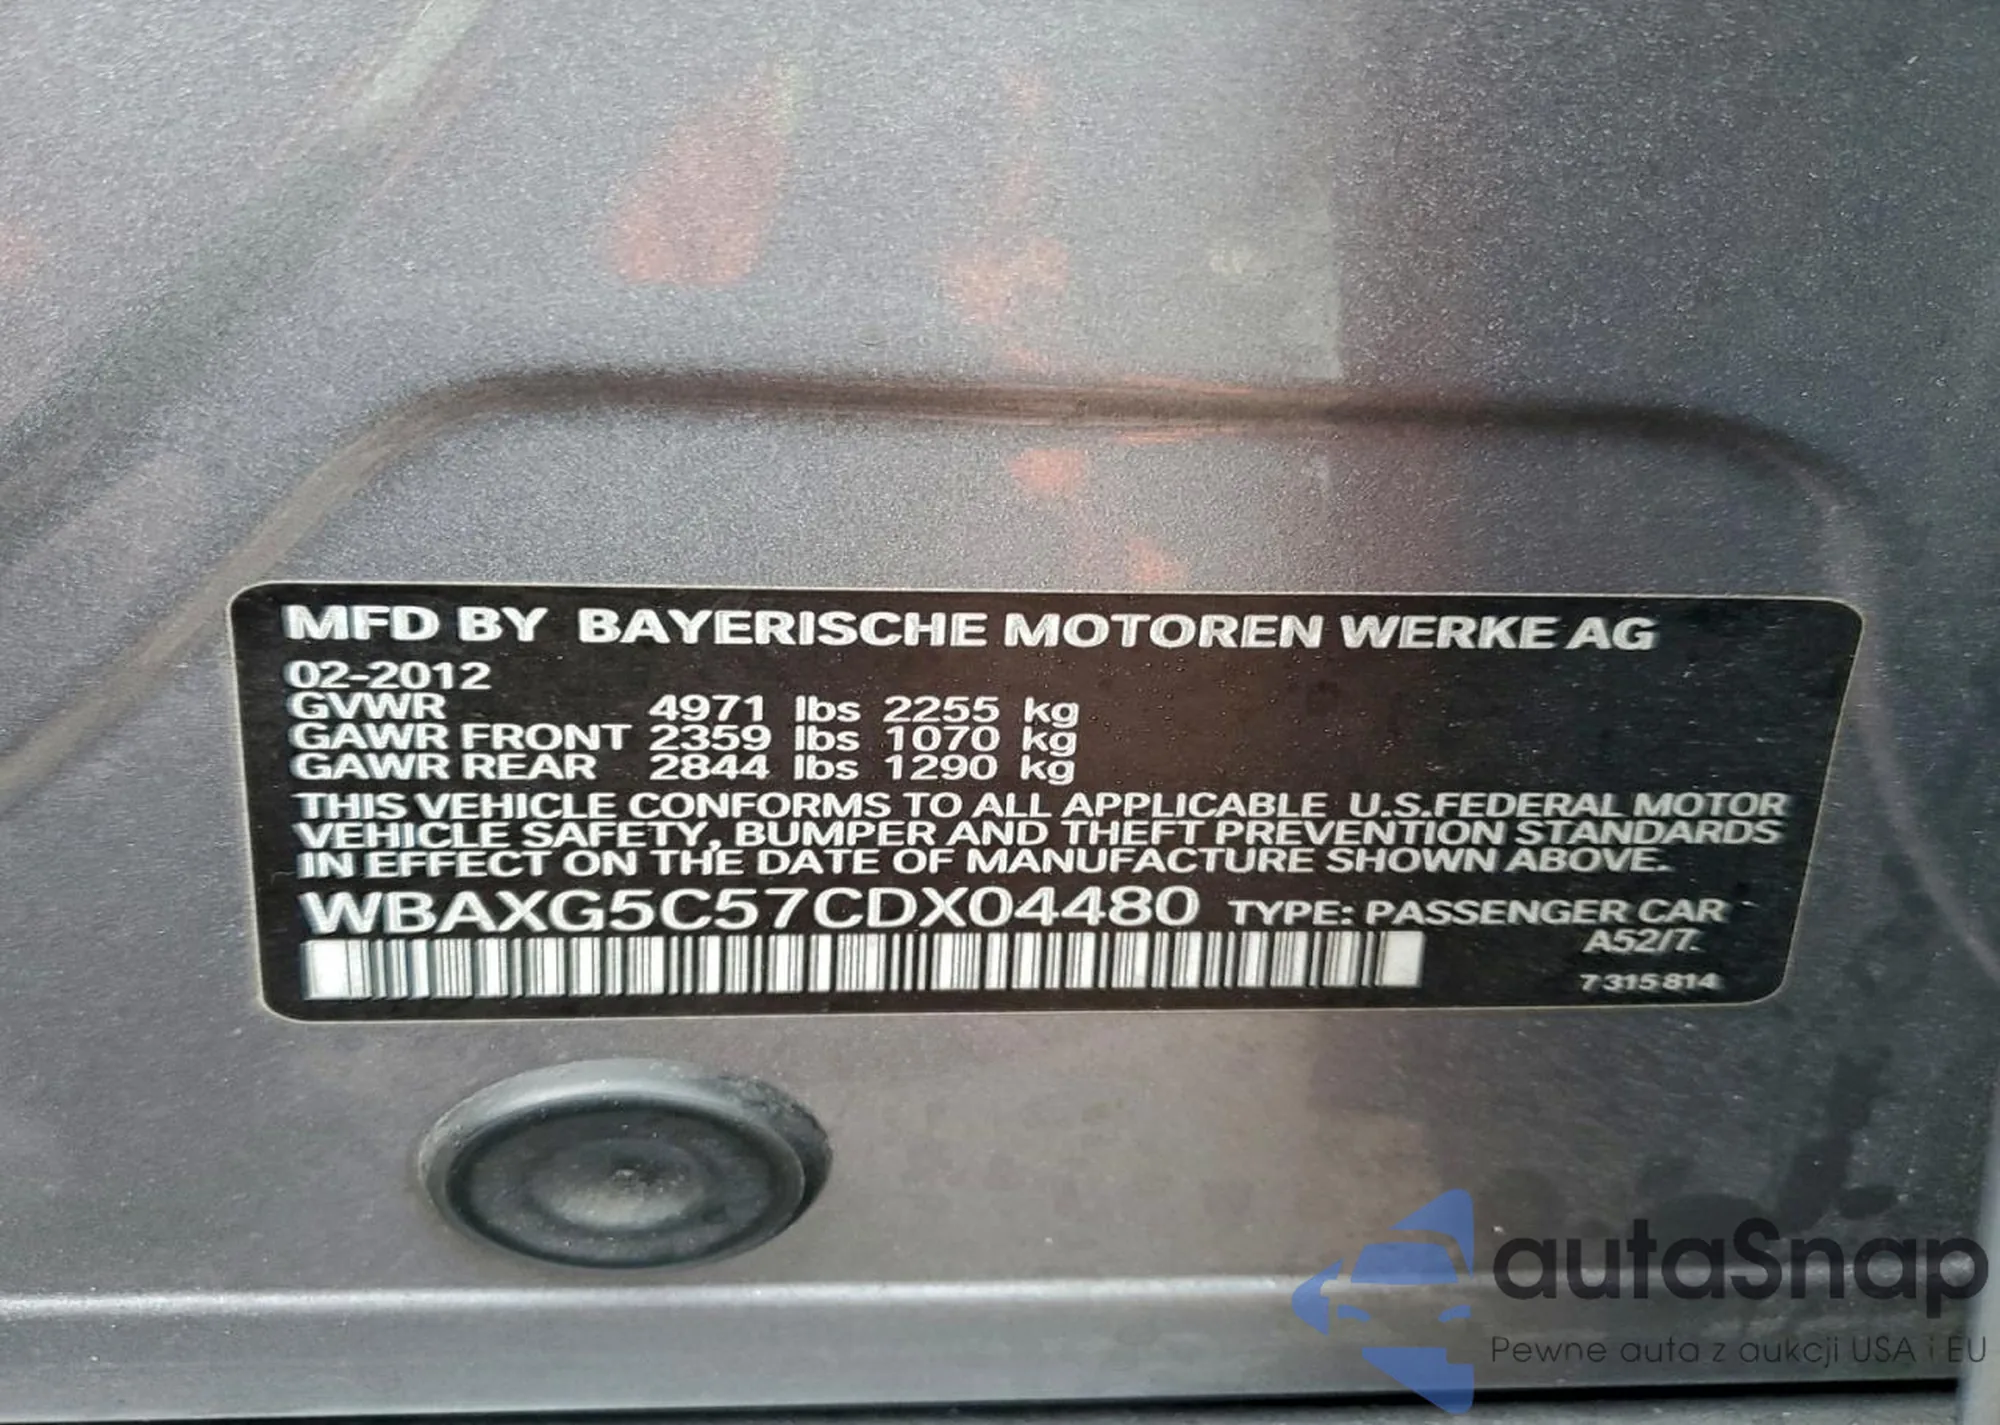 MFD BY BAYERISCHE MOTOREN WERKE AG
02-2012
GVWR 4971 lbs 2255 kg
GAWR FRONT 2359 lbs 1070 kg
GAWR REAR 2844 lbs 1290 kg
THIS VEHICLE CONFORMS TO ALL APPLICABLE U.S.FEDERAL MOTOR
VEHICLE SAFETY, BUMPER AND THEFT PREVENTION STANDARDS
IN EFFECT ON THE DATE OF MANUFACTURE SHOWN ABOVE.
WBAXG5C57CDX04480 TYPE: PASSENGER CAR
A52/7.
7 315 814
autaSnap
Pewne auta z aukcji USA i EU